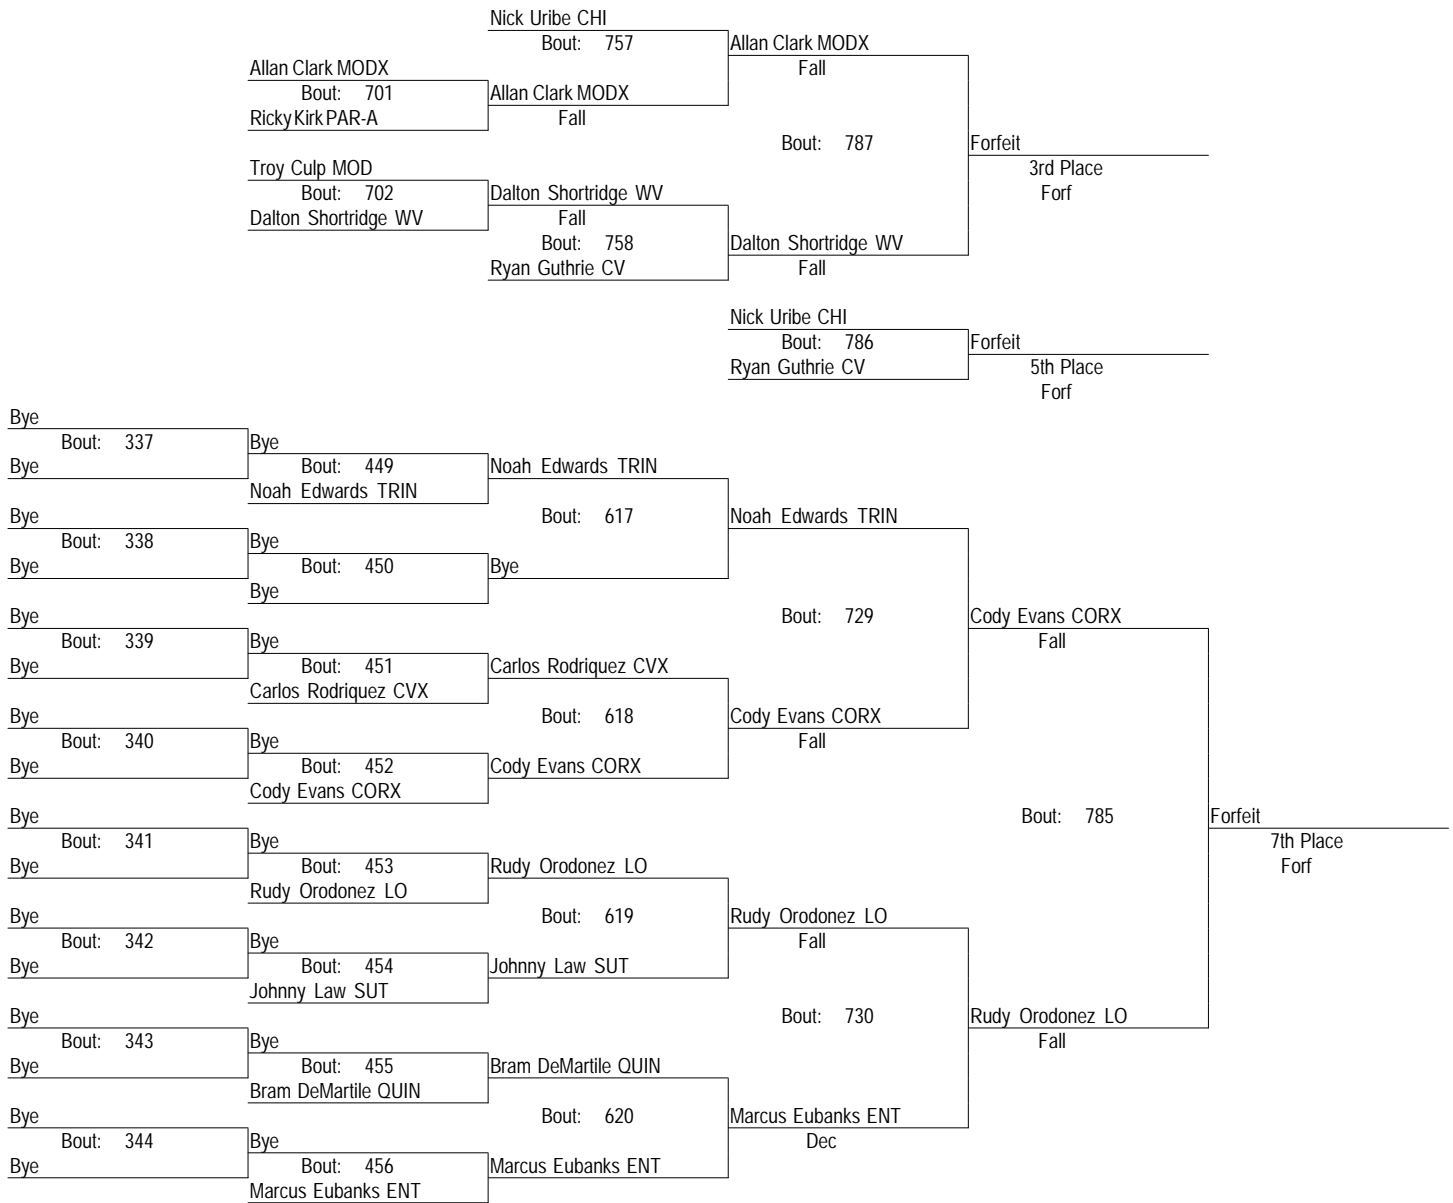 Nick Uribe CHI
Bout: 757
Allan Clark MODX
Fall
Allan Clark MODX
Bout: 701
Allan Clark MODX
Ricky Kirk PAR-A
Fall
Bout: 787
Forfeit
Troy Culp MOD
3rd Place
Bout: 702
Dalton Shortridge WV
Forf
Dalton Shortridge WV
Fall
Bout: 758
Dalton Shortridge WV
Ryan Guthrie CV
Fall
Nick Uribe CHI
Bout: 786
Forfeit
Ryan Guthrie CV
5th Place
Forf
Bye
Bout: 337
Bye
Bye
Bout: 449
Noah Edwards TRIN
Noah Edwards TRIN
Bye
Bout: 617
Noah Edwards TRIN
Bout: 338
Bye
Bye
Bout: 450
Bye
Bye
Bye
Bout: 729
Cody Evans CORX
Bout: 339
Bye
Fall
Bye
Bout: 451
Carlos Rodriquez CVX
Carlos Rodriquez CVX
Bye
Bout: 618
Cody Evans CORX
Bout: 340
Bye
Fall
Bye
Bout: 452
Cody Evans CORX
Cody Evans CORX
Bye
Bout: 785
Forfeit
Bout: 341
Bye
7th Place
Bye
Bout: 453
Rudy Orodonez LO
Forf
Rudy Orodonez LO
Bye
Bout: 619
Rudy Orodonez LO
Bout: 342
Bye
Fall
Bye
Bout: 454
Johnny Law SUT
Johnny Law SUT
Bye
Bout: 730
Rudy Orodonez LO
Bout: 343
Bye
Fall
Bye
Bout: 455
Bram DeMartile QUIN
Bram DeMartile QUIN
Bye
Bout: 620
Marcus Eubanks ENT
Bout: 344
Bye
Dec
Bye
Bout: 456
Marcus Eubanks ENT
Marcus Eubanks ENT